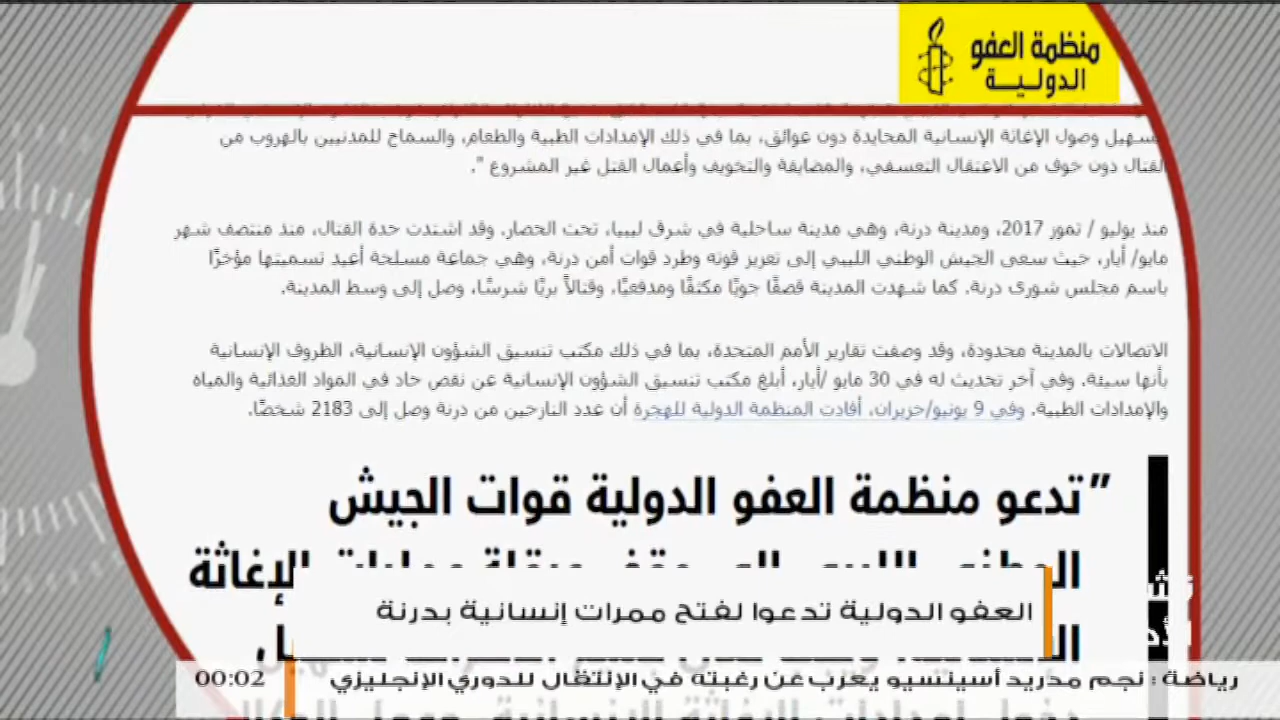 منظمة العفو
الدولية
تسهيل وصول الإغاثة الإنسانية المحايدة دون عوائق، بما في ذلك الإمدادات الطبية والطعام، والسماح للمدنيين بالهروب من
القتال دون خوف من الاعتقال التعسفي، والمضايقة والتخويف وأعمال القتل غير المشروع ".
منذ يوليو / تموز 2017، ومدينة درنة، وهي مدينة ساحلية في شرق ليبيا، تحت الحصار. وقد اشتدت حدة القتال، منذ منتصف شهر
مايو/ أيار، حيث سعى الجيش الوطني الليبي إلى تعزيز قوته وطرد قوات أمن درنة، وهي جماعة مسلحة أعيد تسميتها مؤخرًا
باسم مجلس شورى درنة. كما شهدت المدينة قصفًا جويًا مكثفًا ومدفعيًا، وقتالاً بريًا شرسًا، وصل إلى وسط المدينة.
الاتصالات بالمدينة محدودة، وقد وصفت تقارير الأمم المتحدة، بما في ذلك مكتب تنسيق الشؤون الإنسانية، الظروف الإنسانية
بأنها سيئة. وفي آخر تحديث له في 30 مايو /أيار، أبلغ مكتب تنسيق الشؤون الإنسانية عن نقص حاد في المواد الغذائية والمياه
والإمدادات الطبية. وفي 9 يونيو/حزيران، أفادت المنظمة الدولية للهجرة أن عدد النازحين من درنة وصل إلى 2183 شخصًا.
"تدعو منظمة العفو الدولية قوات الجيش
الإغاثة
العفو الدولية تدعوا لفتح ممرات إنسانية بدرنة
رياضة : نجم مدريد أسينسيو يعرب عن رغبته في الإنتقال للدوري الإنجليزي
00:02